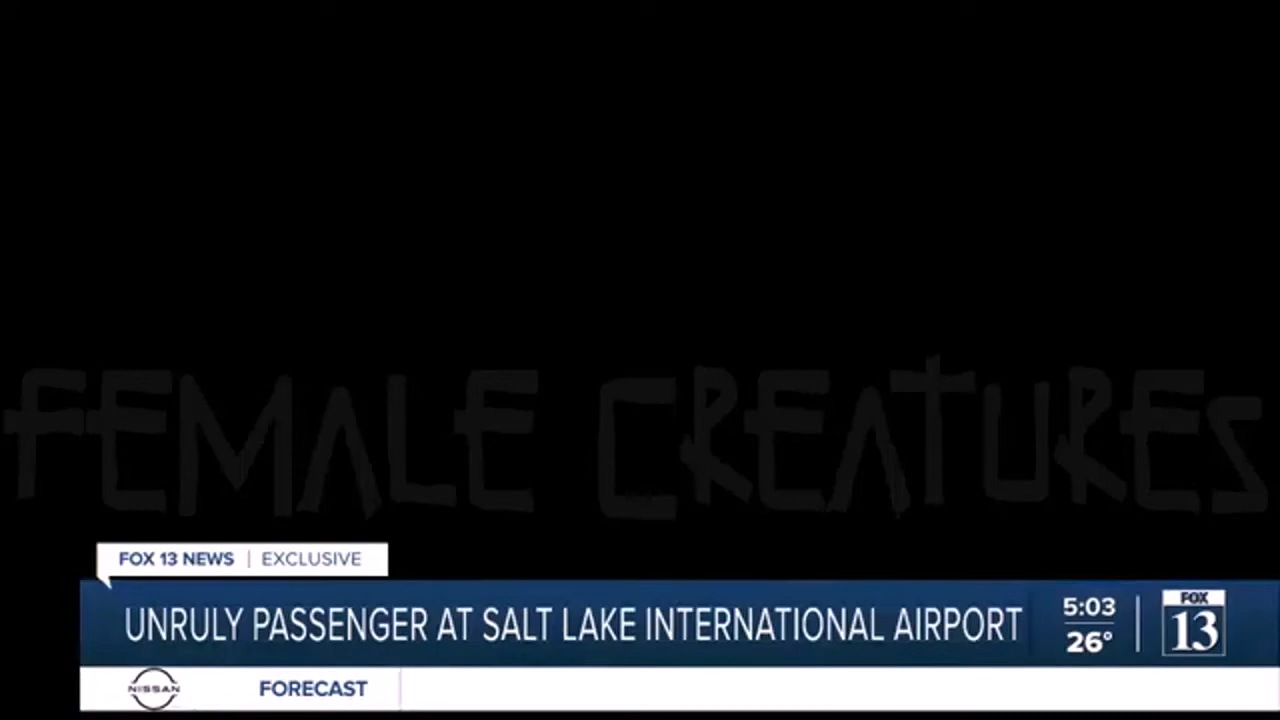 FEMALE CREATURES
FOX 13 NEWS | EXCLUSIVE
UNRULY PASSENGER AT SALT LAKE INTERNATIONAL AIRPORT
5:03
26°
FOX
13
NISSAN
FORECAST